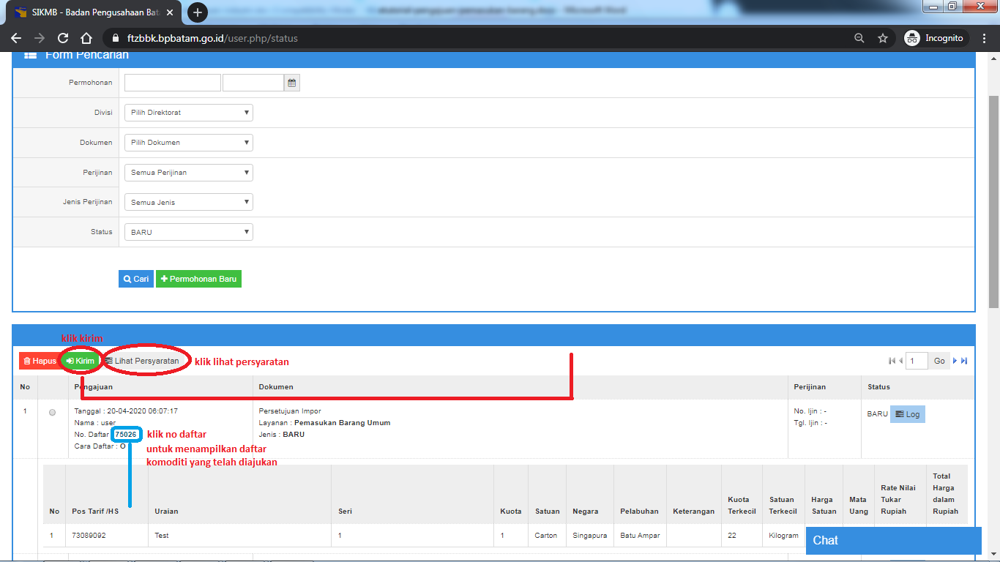 SIKMB - Badan Pengusahaan Bat
ftzbbk.bpbatam.go.id/user.php/status
Incognito
Form Pencarian
Permohonan
Divisi Pilih Direktorat
Dokumen Pilih Dokumen
Perijinan Semua Perijinan
Jenis Perijinan Semua Jenis
Status BARU
Cari Permohonan Baru
klik kirim
Hapus Kirim Lihat Persyaratan klik lihat persyaratan 1 Go
No Pengajuan Dokumen Perijinan Status
1 Tanggal : 20-04-2020 06:07:17 Persetujuan Impor No. Ijin : - BARU Log
Nama : user Layanan : Pemasukan Barang Umum Tgl. Ijin : -
No. Daftar 75026 klik no daftar Jenis : BARU
Cara Daftar : O untuk menampilkan daftar
komoditi yang telah diajukan
No Pos Tarif /HS Uraian Seri Kuota Satuan Negara Pelabuhan Keterangan Kuota Terkecil Satuan Terkecil Harga Satuan Mata Uang Rate Nilai Tukar Rupiah Total Harga dalam Rupiah
1 73089092 Test 1 1 Carton Singapura Batu Ampar 22 Kilogram
Chat